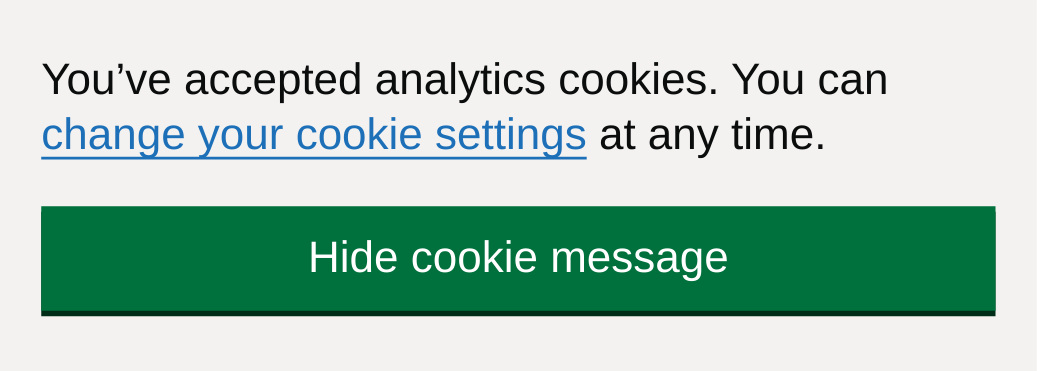 You’ve accepted analytics cookies. You can
change your cookie settings at any time.
Hide cookie message